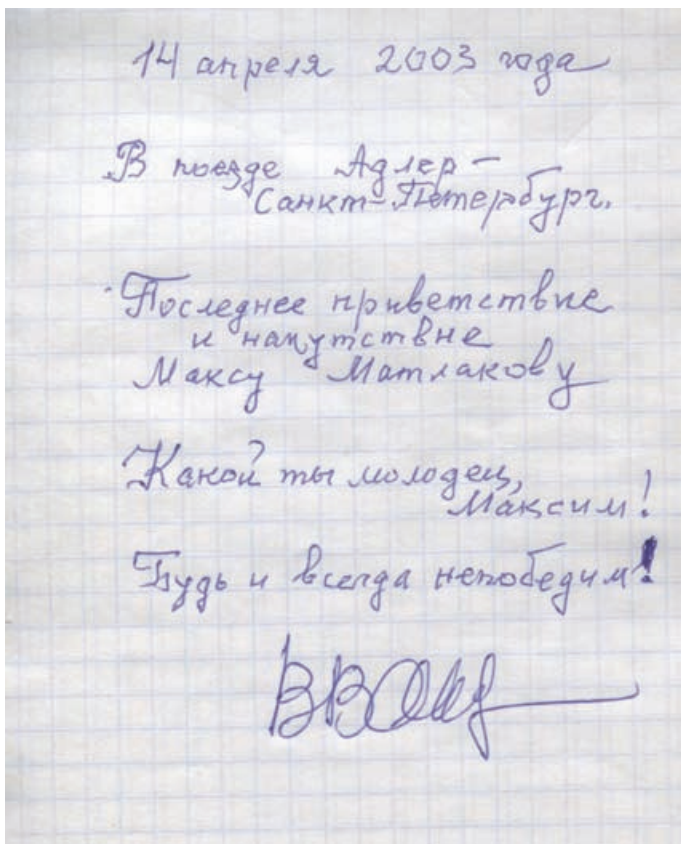 14 апреля 2003 года
В поезде Адлер-
Санкт-Петербург.
Последнее приветствие
и напутствие
Максу Матлакову
Какой ты молодец,
Максим!
Будь и всегда непобедим!